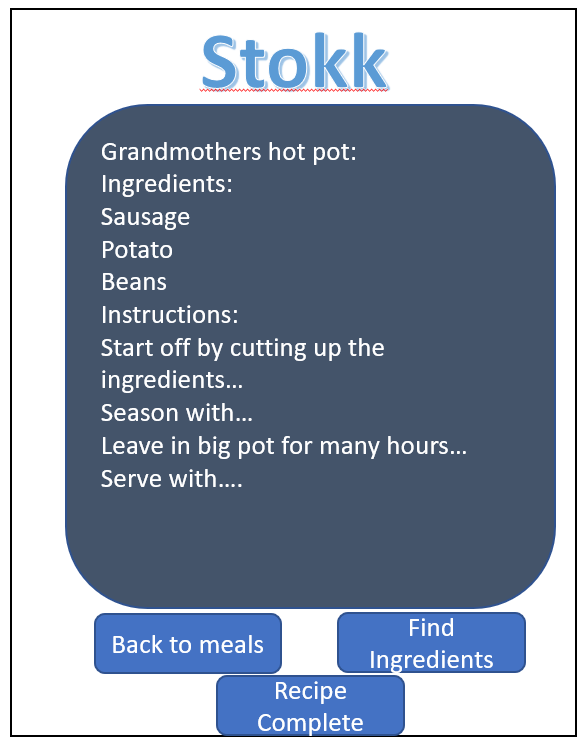 Stokk
Grandmothers hot pot:
Ingredients:
Sausage
Potato
Beans
Instructions:
Start off by cutting up the
ingredients...
Season with...
Leave in big pot for many hours...
Serve with....
Back to meals
Find
Ingredients
Recipe
Complete